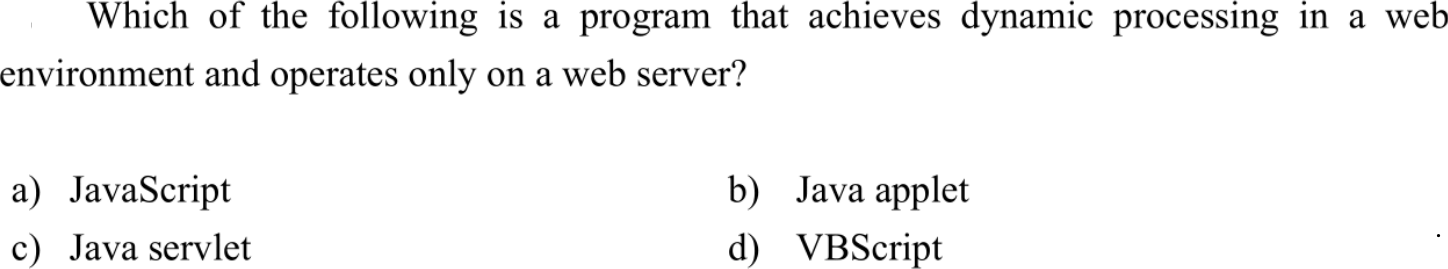 Which of the following is a program that achieves dynamic processing in a web
environment and operates only on a web server?
a) JavaScript b) Java applet
c) Java servlet d) VBScript